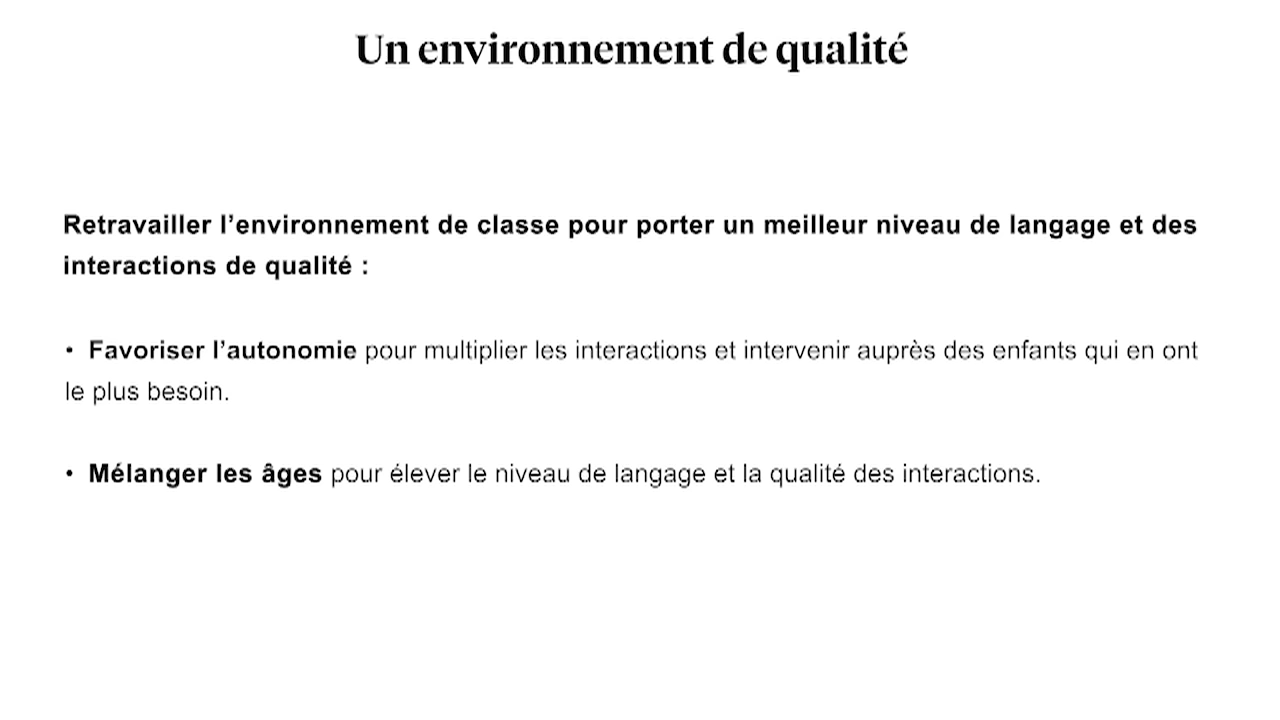 Un environnement de qualité
Retravailler l’environnement de classe pour porter un meilleur niveau de langage et des
interactions de qualité :
• Favoriser l’autonomie pour multiplier les interactions et intervenir auprès des enfants qui en ont
le plus besoin.
• Mélanger les âges pour élever le niveau de langage et la qualité des interactions.